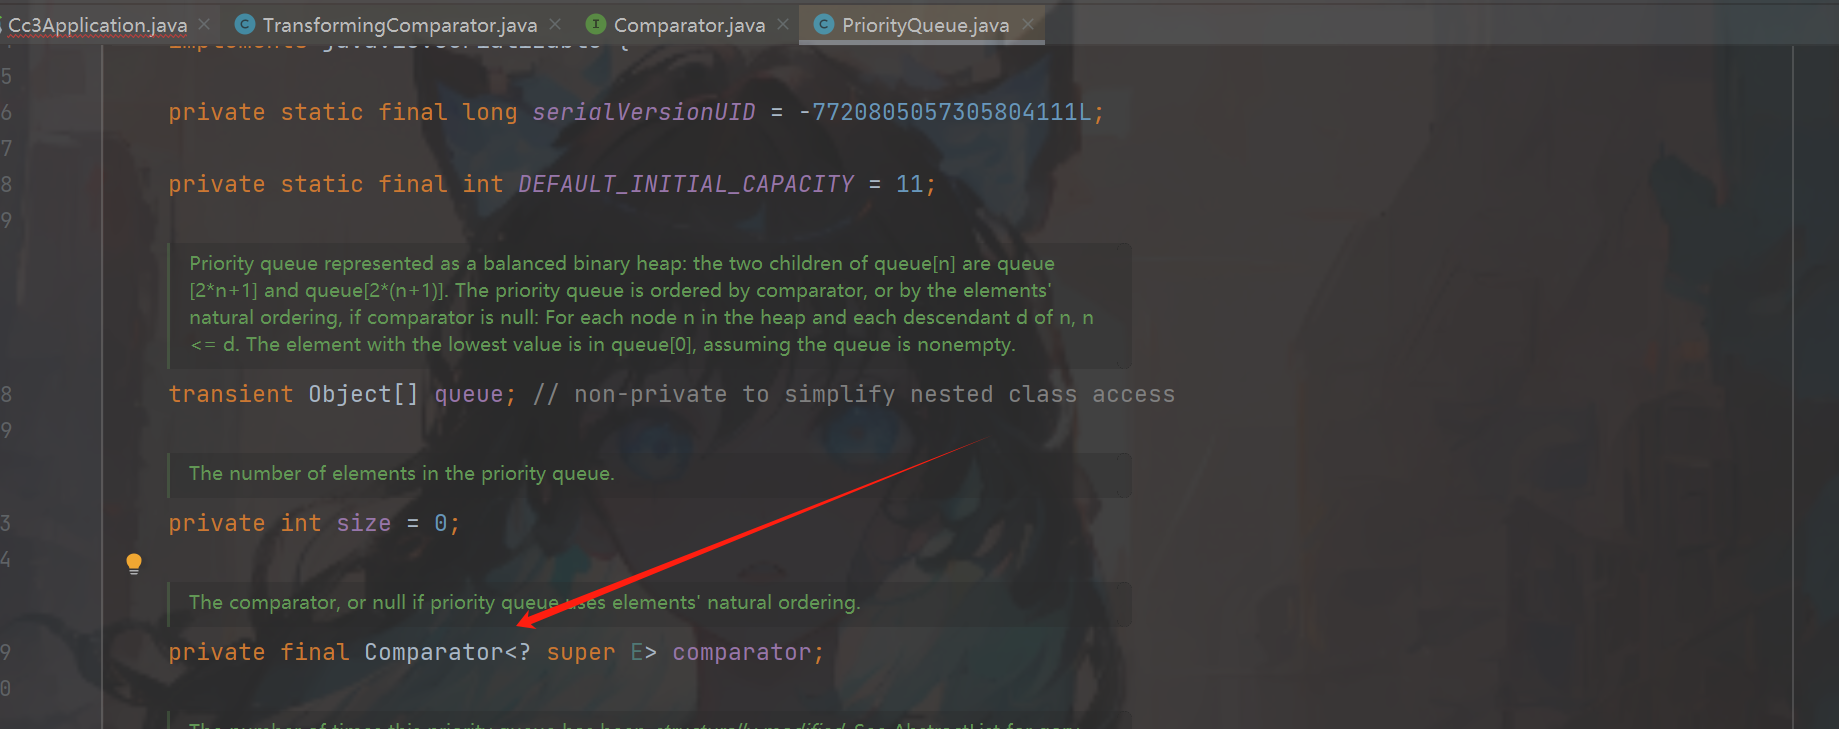 Cc3Application.java
TransformingComparator.java
Comparator.java
PriorityQueue.java
5
6 private static final long serialVersionUID = -7720805057305804111L;
7
8 private static final int DEFAULT_INITIAL_CAPACITY = 11;
9
Priority queue represented as a balanced binary heap: the two children of queue[n] are queue
[2*n+1] and queue[2*(n+1)]. The priority queue is ordered by comparator, or by the elements'
natural ordering, if comparator is null: For each node n in the heap and each descendant d of n, n
<= d. The element with the lowest value is in queue[0], assuming the queue is nonempty.
8 transient Object[] queue; // non-private to simplify nested class access
9
The number of elements in the priority queue.
3 private int size = 0;
4
The comparator, or null if priority queue uses elements' natural ordering.
9 private final Comparator<? super E> comparator;
0